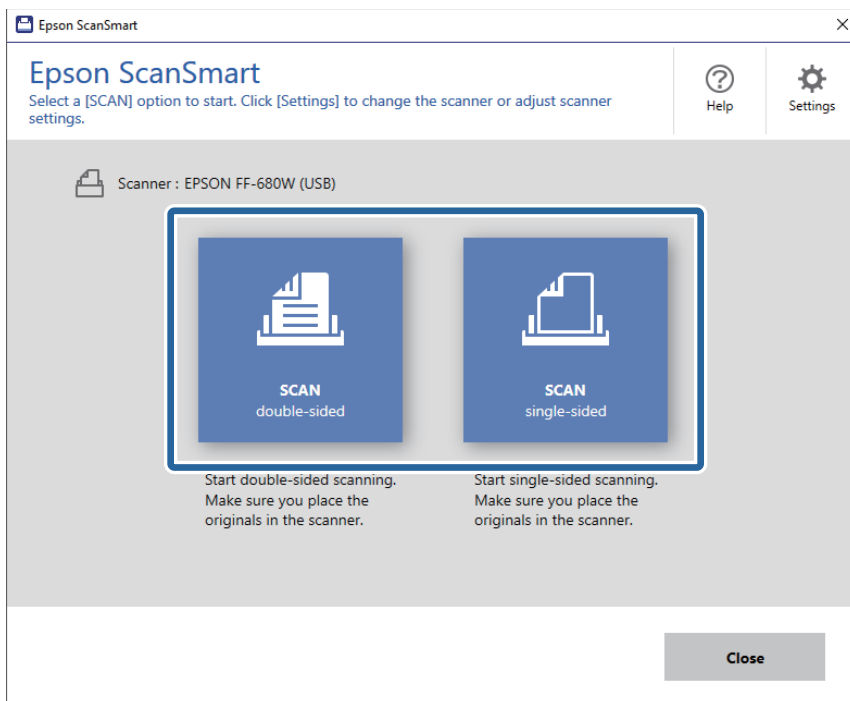 Epson ScanSmart
Epson ScanSmart
Select a [SCAN] option to start. Click [Settings] to change the scanner or adjust scanner
settings.
Help
Settings
Scanner : EPSON FF-680W (USB)
SCAN
double-sided
SCAN
single-sided
Start double-sided scanning.
Make sure you place the
originals in the scanner.
Start single-sided scanning.
Make sure you place the
originals in the scanner.
Close